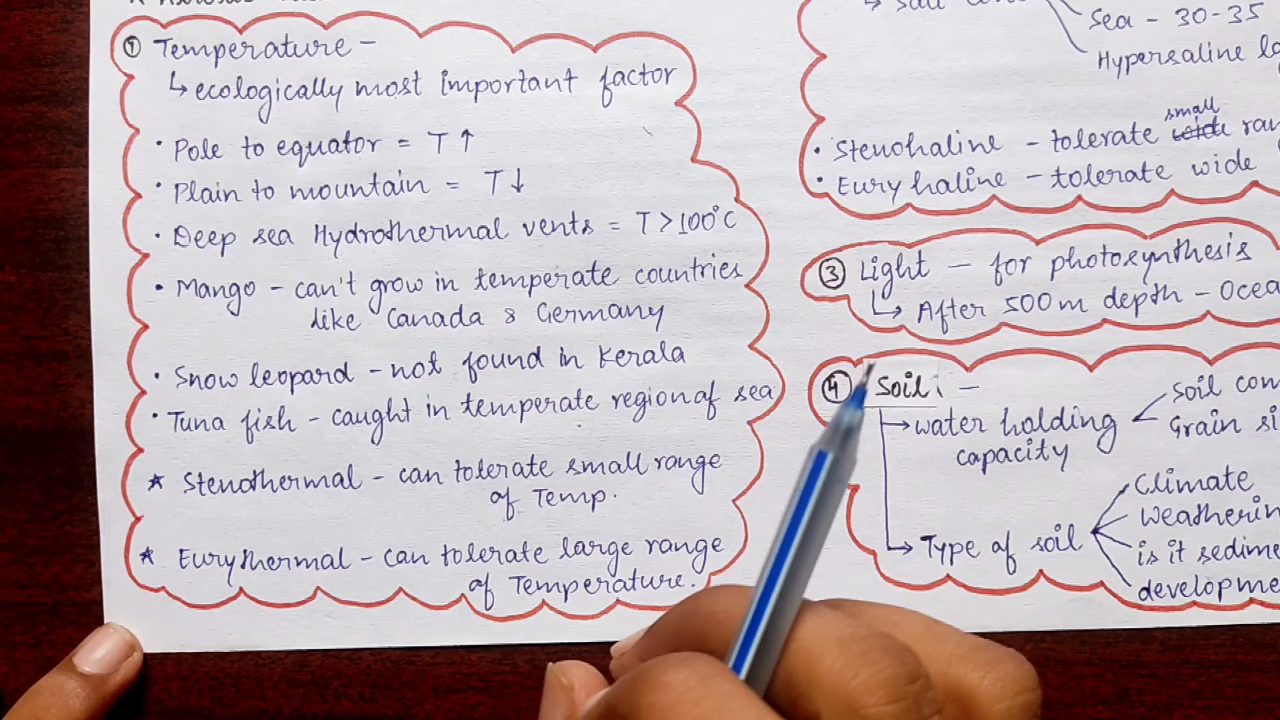 ① Temperature -
↳ ecologically most important factor
• Pole to equator = T ↑
• Plain to mountain = T ↓
• Deep sea Hydrothermal vents = T > 100°C
• Mango - can't grow in temperate countries
like Canada & Germany
• Snow leopard - not found in Kerala
• Tuna fish - caught in temperate region of sea
* Stenothermal - can tolerate small range
of Temp.
* Eurythermal - can tolerate large range
of Temperature.
Sea - 30-35
Hypersaline
small
• Stenohaline - tolerate
• Euryhaline - tolerate wide
③ Light - for photosynthesis
↳ After 500m depth -
④ Soil: -
→ water holding
capacity
Soil
Grain
→ Type of soil
Climate
is it